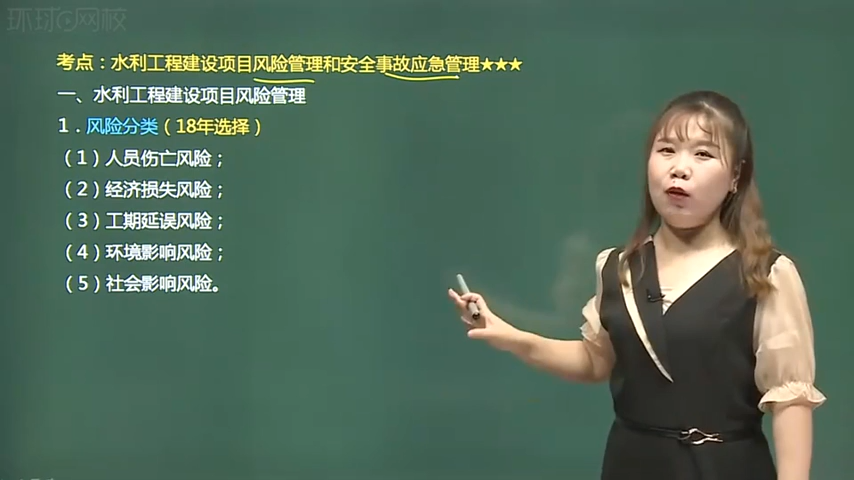 环球网校
考点：水利工程建设项目风险管理和安全事故应急管理★★★
一、水利工程建设项目风险管理
1．风险分类（18年选择）
（1）人员伤亡风险；
（2）经济损失风险；
（3）工期延误风险；
（4）环境影响风险；
（5）社会影响风险。